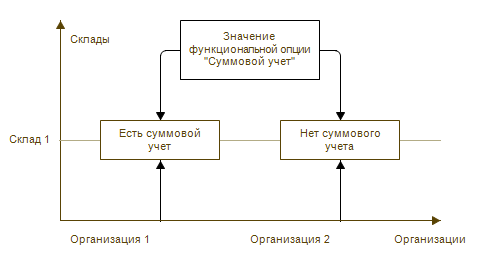 Склады
Значение
функциональной опции
"Суммовой учет"
Склад 1
Есть суммовой
учет
Нет суммового
учета
Организация 1
Организация 2
Организации